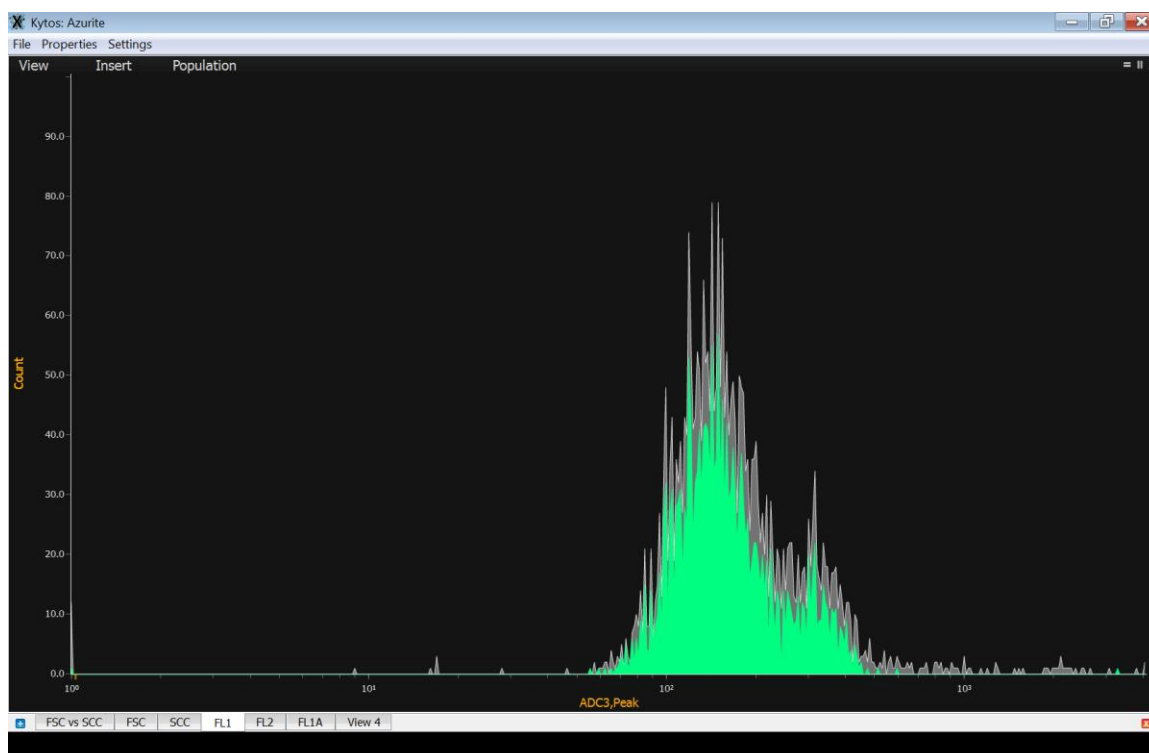 Kytos: Azurite
File Properties Settings
View Insert Population
90.0
80.0
70.0
60.0
50.0
40.0
30.0
20.0
10.0
0.0
Count
10⁰ 10¹ 10² 10³
ADC3,Peak
FSC vs SCC FSC SCC FL1 FL2 FL1A View 4